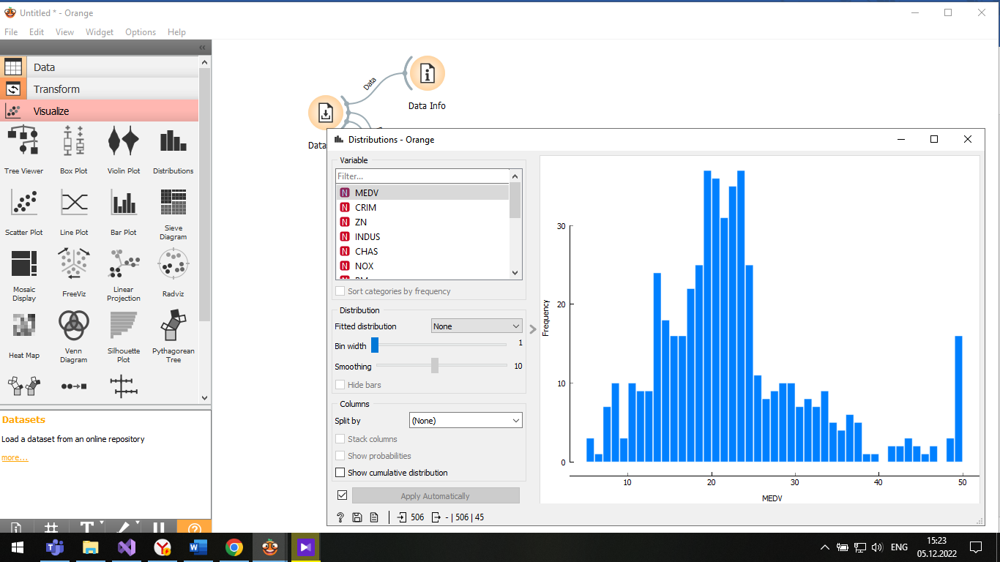 Untitled * - Orange
File Edit View Widget Options Help
Data
Transform
Visualize
Tree Viewer Box Plot Violin Plot Distributions
Scatter Plot Line Plot Bar Plot Sieve Diagram
Mosaic Display FreeViz Linear Projection Radviz
Heat Map Venn Diagram Silhouette Plot Pythagorean Tree
Datasets
Load a dataset from an online repository
more...
Data
Data Info
Data
Distributions - Orange
Variable
Filter...
N MEDV
N CRIM
N ZN
N INDUS
N CHAS
N NOX
Sort categories by frequency
Distribution
Fitted distribution None
Bin width 1
Smoothing 10
Hide bars
Columns
Split by (None)
Stack columns
Show probabilities
Show cumulative distribution
Apply Automatically
? 506 - | 506 | 45
Frequency
30
20
10
0
10 20 30 40 50
MEDV
ENG
15:23
05.12.2022